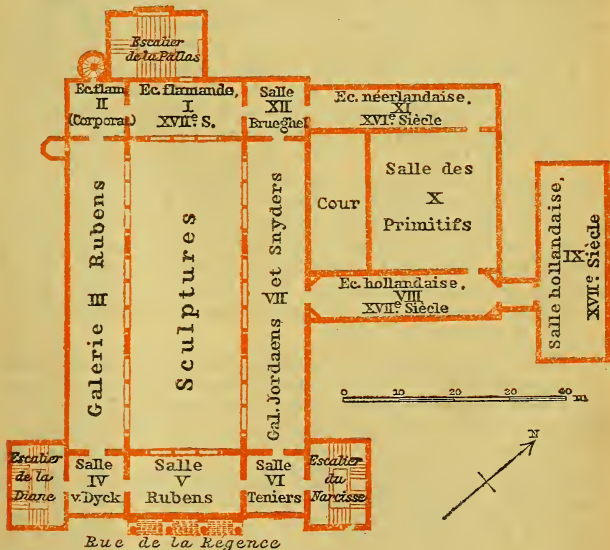 Escalier
de la Pallas
Ec. flam.
II
(Corporat.)
Ec. flamande,
I
XVIIe S.
Salle
XII
Brueghel
Ec. néerlandaise,
XI
XVIe Siècle
Galerie III Rubens
Sculptures
Gal. Jordaens VII et Snyders
Cour
Salle des
X
Primitifs
Ec. hollandaise,
VIII
XVIIe Siècle
Salle hollandaise,
IX.
XVIIe Siècle
0 10 20 30 40 m
N
Escalier
de la
Diane
Salle
IV
v. Dyck.
Salle
V
Rubens
Salle
VI
Teniers
Escalier
du
Narcisse
Rue de la Regence